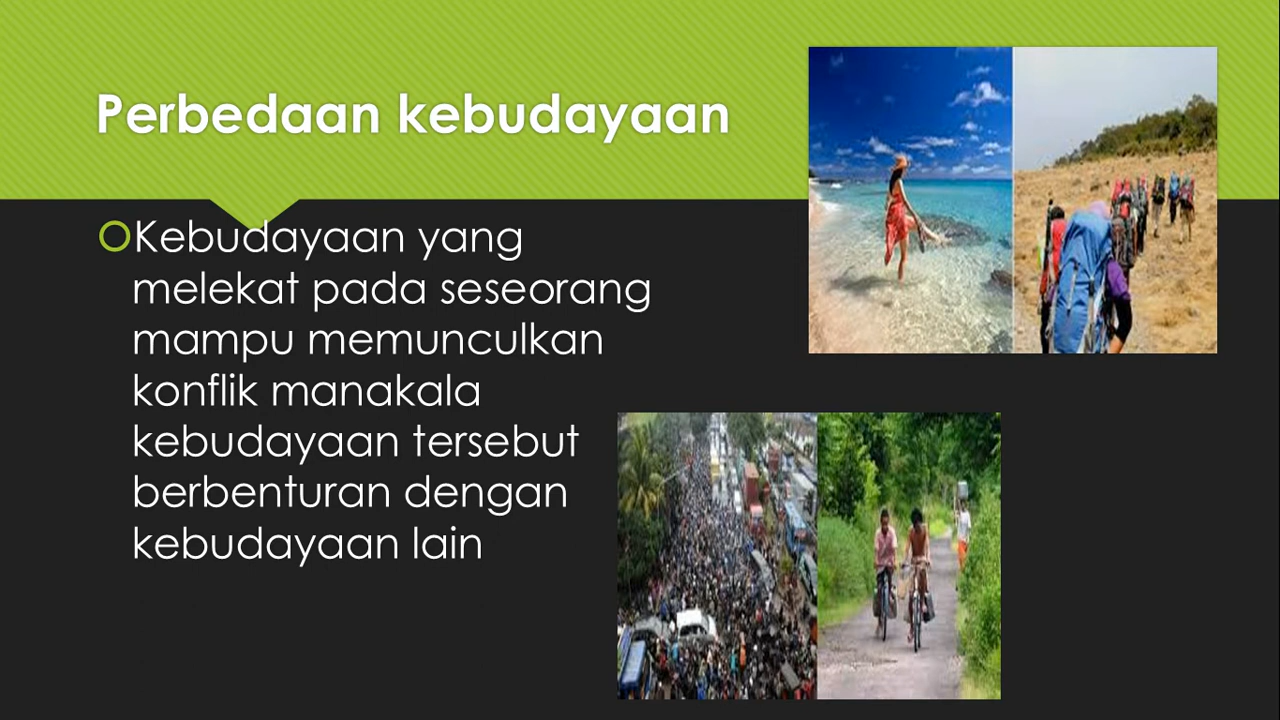 Perbedaan kebudayaan
Kebudayaan yang
melekat pada seseorang
mampu memunculkan
konflik manakala
kebudayaan tersebut
berbenturan dengan
kebudayaan lain